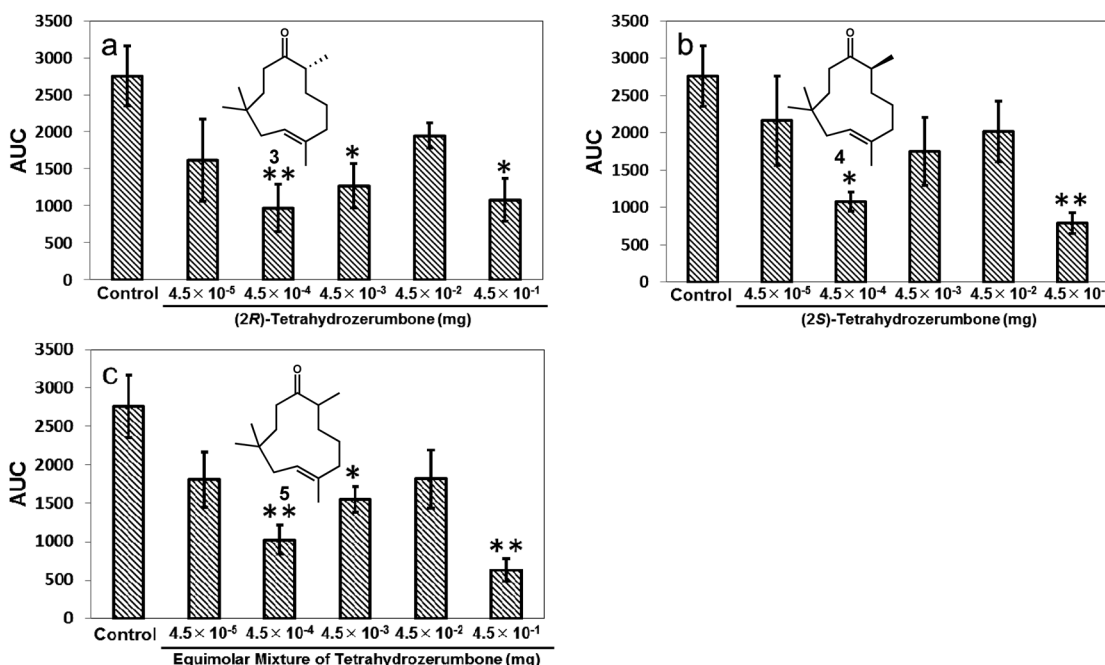 a
O
3500
3000
2500
2000
1500
1000
500
0
AUC
3
**
*
*
Control 4.5× 10⁻⁵ 4.5× 10⁻⁴ 4.5× 10⁻³ 4.5× 10⁻² 4.5× 10⁻¹
(2R)-Tetrahydrozerumbone (mg)
b
O
3500
3000
2500
2000
1500
1000
500
0
AUC
4
*
**
Control 4.5× 10⁻⁵ 4.5× 10⁻⁴ 4.5× 10⁻³ 4.5× 10⁻² 4.5× 10⁻
(2S)-Tetrahydrozerumbone (mg)
c
O
3500
3000
2500
2000
1500
1000
500
0
AUC
5
**
*
**
Control 4.5× 10⁻⁵ 4.5× 10⁻⁴ 4.5× 10⁻³ 4.5× 10⁻² 4.5× 10⁻¹
Equimolar Mixture of Tetrahydrozerumbone (mg)